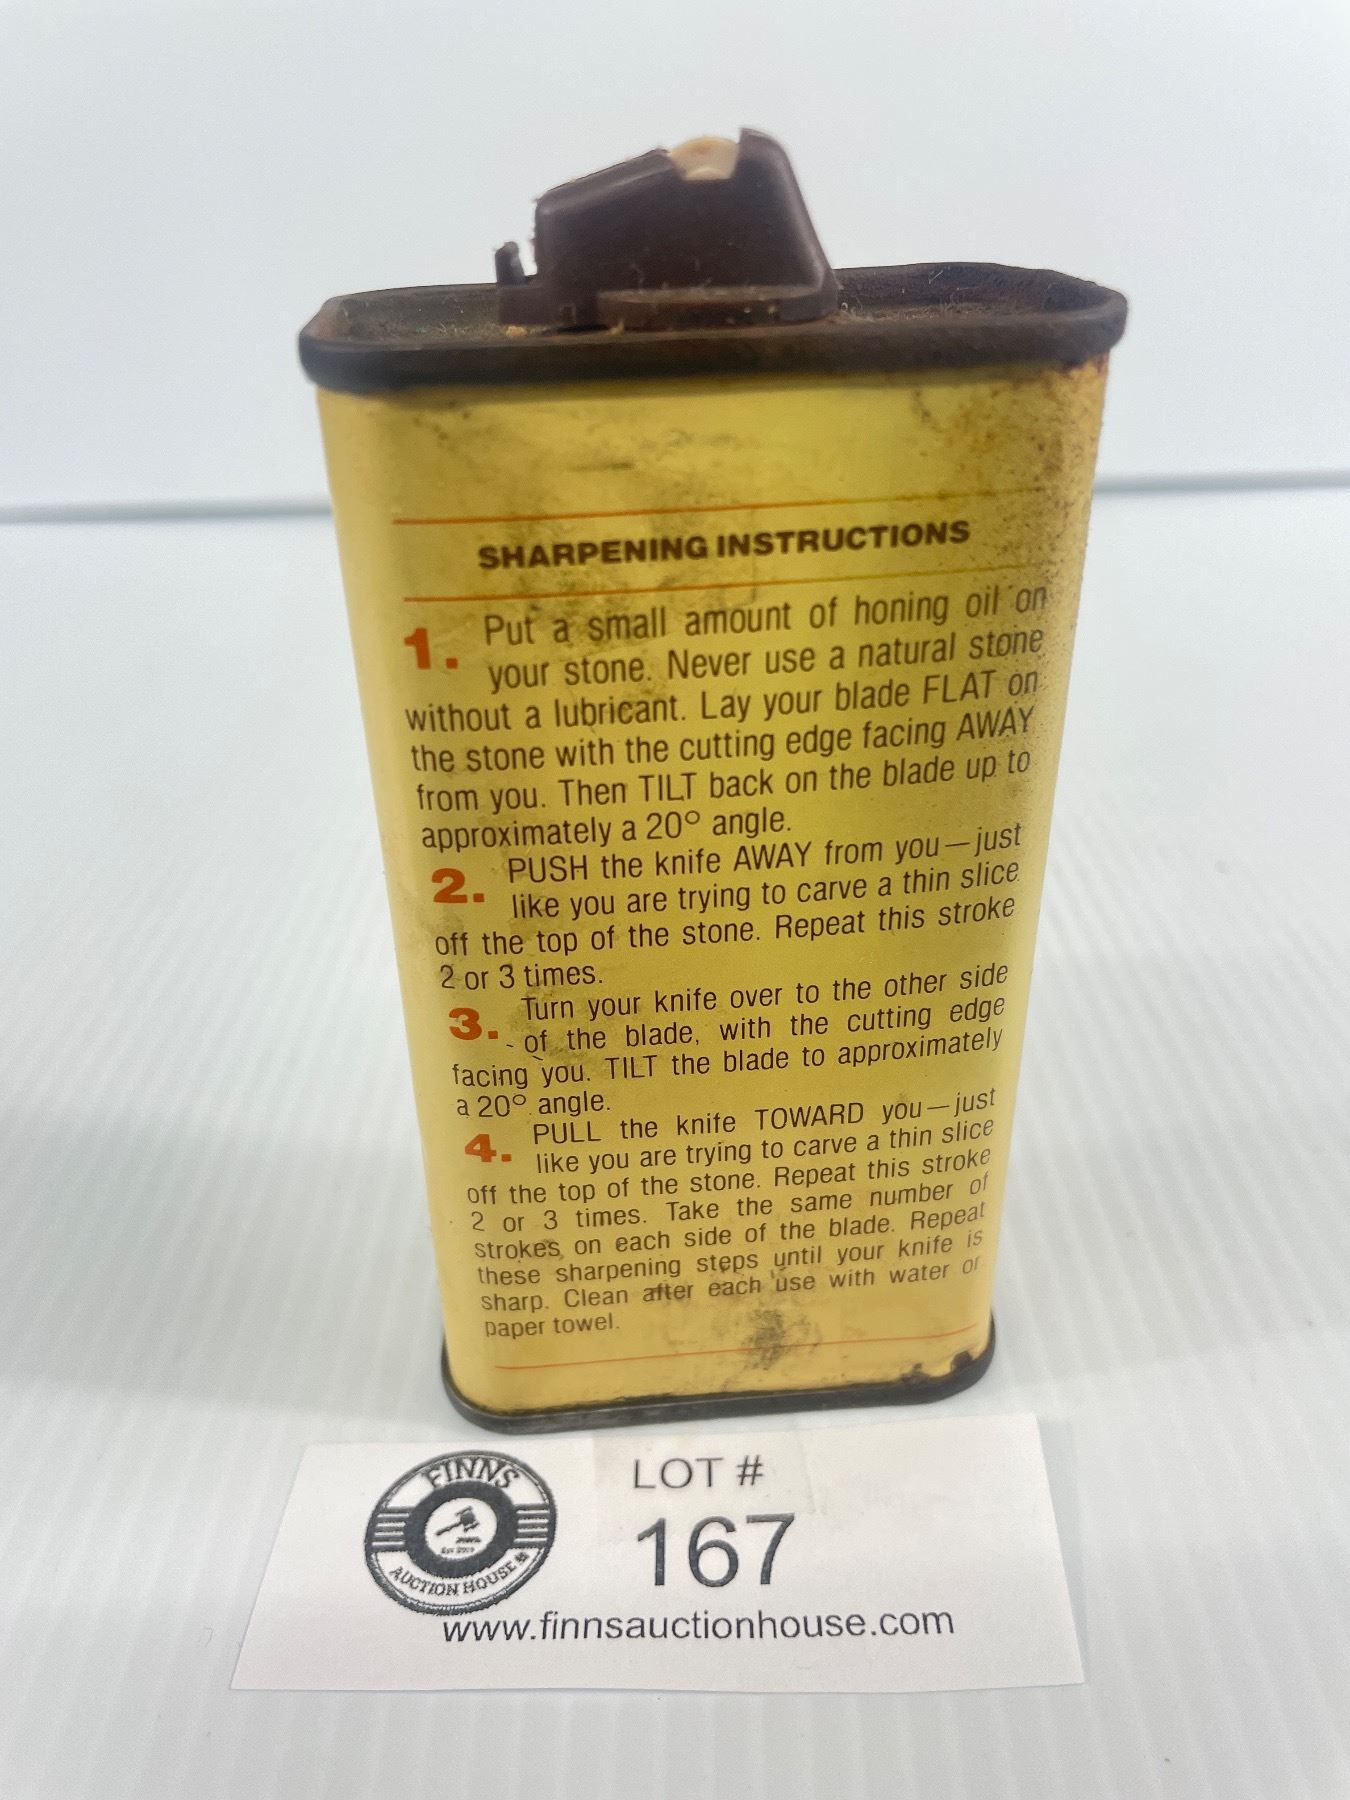 SHARPENING INSTRUCTIONS
1. Put a small amount of honing oil on
your stone. Never use a natural stone
without a lubricant. Lay your blade FLAT on
the stone with the cutting edge facing AWAY
from you. Then TILT back on the blade up to
approximately a 20° angle.
2. PUSH the knife AWAY from you—just
like you are trying to carve a thin slice
off the top of the stone. Repeat this stroke
2 or 3 times.
3. Turn your knife over to the other side
of the blade, with the cutting edge
facing you. TILT the blade to approximately
a 20° angle.
4. PULL the knife TOWARD you—just
like you are trying to carve a thin slice
off the top of the stone. Repeat this stroke
2 or 3 times. Take the same number of
strokes on each side of the blade. Repeat
these sharpening steps until your knife is
sharp. Clean after each use with water or
paper towel.
FINNS
AUCTION HOUSE
LOT #
167
www.finnsauctionhouse.com